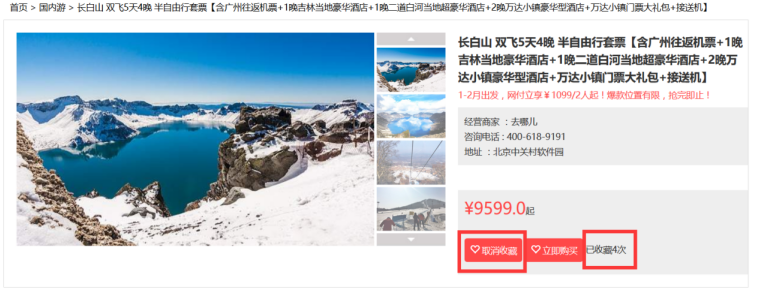 首页 > 国内游 > 长白山 双飞5天4晚 半自由行套票【含广州往返机票+1晚吉林当地豪华酒店+1晚二道白河当地超豪华酒店+2晚万达小镇豪华型酒店+万达小镇门票大礼包+接送机】
长白山 双飞5天4晚 半自由行套票【含广州往返机票+1晚
吉林当地豪华酒店+1晚二道白河当地超豪华酒店+2晚万
达小镇豪华型酒店+万达小镇门票大礼包+接送机】
1-2月出发，网付立享￥1099/2人起！爆款位置有限，抢完即止！
经营商家 ：去哪儿
咨询电话 : 400-618-9191
地址 ：北京中关村软件园
¥9599.0起
取消收藏 立即购买 已收藏4次